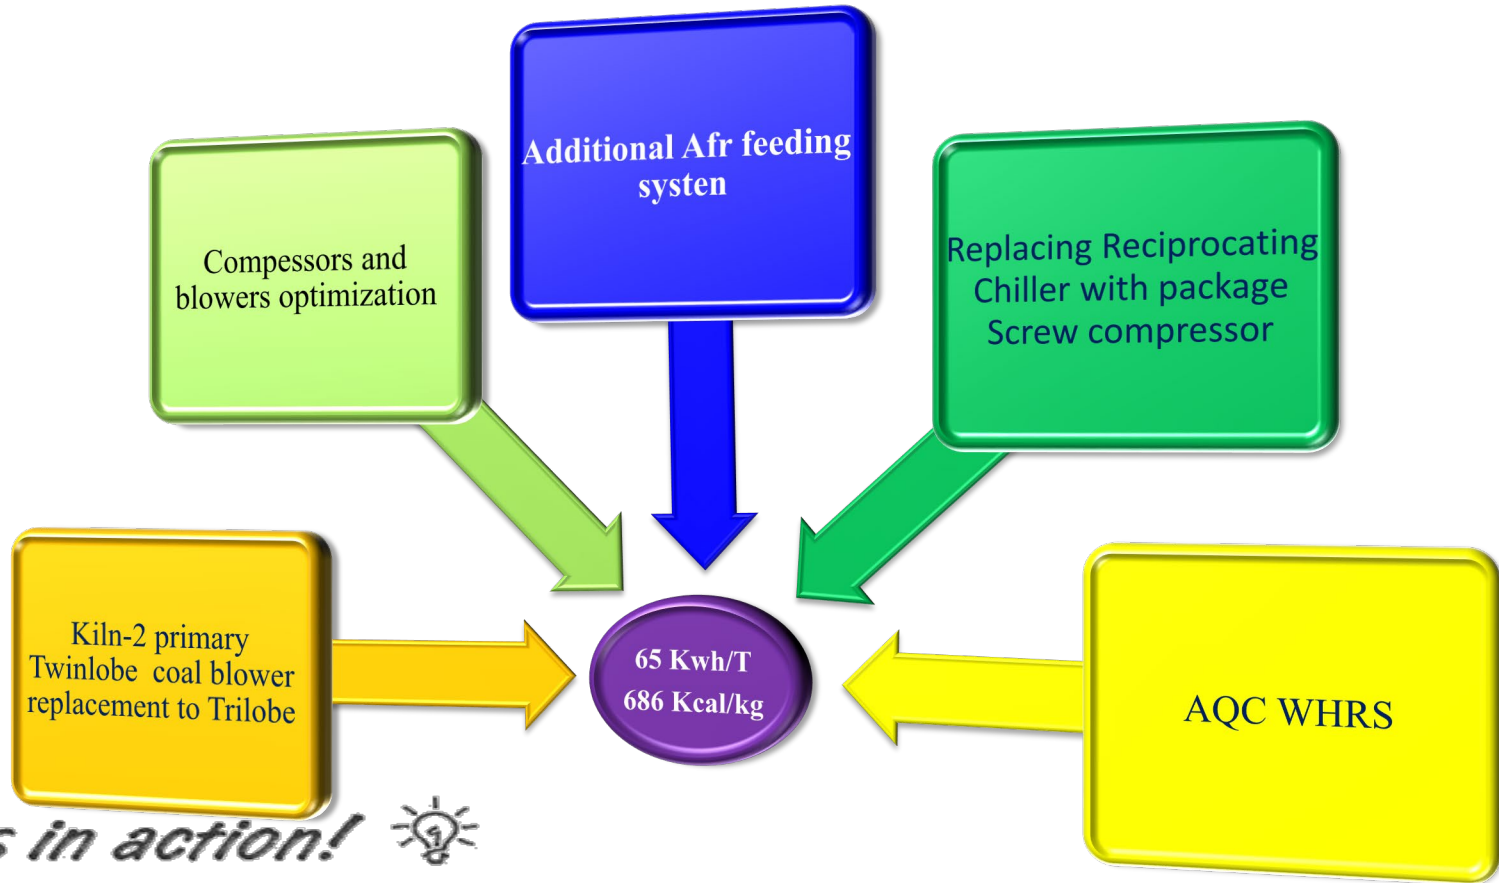 Additional Afr feeding
systen
Compessors and
blowers optimization
Replacing Reciprocating
Chiller with package
Screw compressor
Kiln-2 primary
Twinlobe coal blower
replacement to Trilobe
65 Kwh/T
686 Kcal/kg
AQC WHRS
in action!